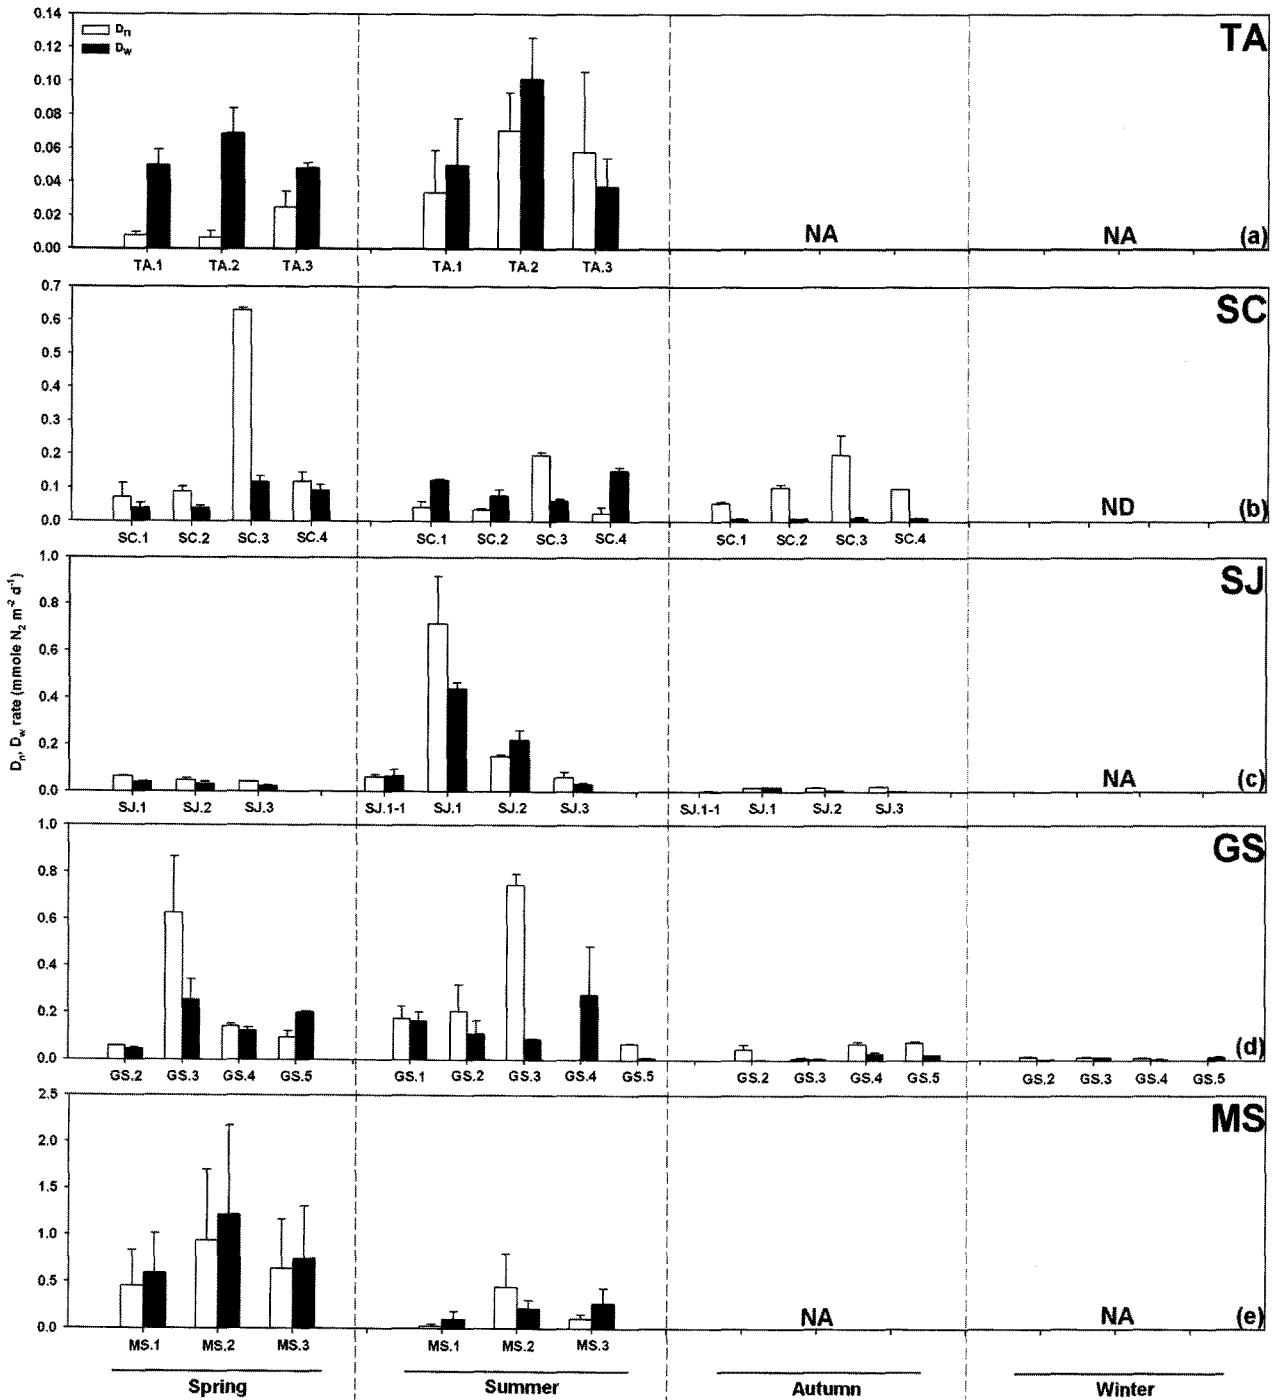 0.14
Dn
Dw
TA
0.12
0.10
0.08
0.06
0.04
0.02
0.00
NA
NA
(a)
TA.1 TA.2 TA.3 TA.1 TA.2 TA.3
0.7
SC
0.6
0.5
0.4
0.3
0.2
0.1
0.0
ND
(b)
SC.1 SC.2 SC.3 SC.4 SC.1 SC.2 SC.3 SC.4 SC.1 SC.2 SC.3 SC.4
Dn, Dw rate (mmole N2 m-2 d-1)
1.0
SJ
0.8
0.6
0.4
0.2
0.0
NA
(c)
SJ.1 SJ.2 SJ.3 SJ.1-1 SJ.1 SJ.2 SJ.3 SJ.1-1 SJ.1 SJ.2 SJ.3
1.0
GS
0.8
0.6
0.4
0.2
0.0
(d)
GS.2 GS.3 GS.4 GS.5 GS.1 GS.2 GS.3 GS.4 GS.5 GS.2 GS.3 GS.4 GS.5 GS.2 GS.3 GS.4 GS.5
2.5
MS
2.0
1.5
1.0
0.5
0.0
NA
NA
(e)
MS.1 MS.2 MS.3 MS.1 MS.2 MS.3
Spring Summer Autumn Winter